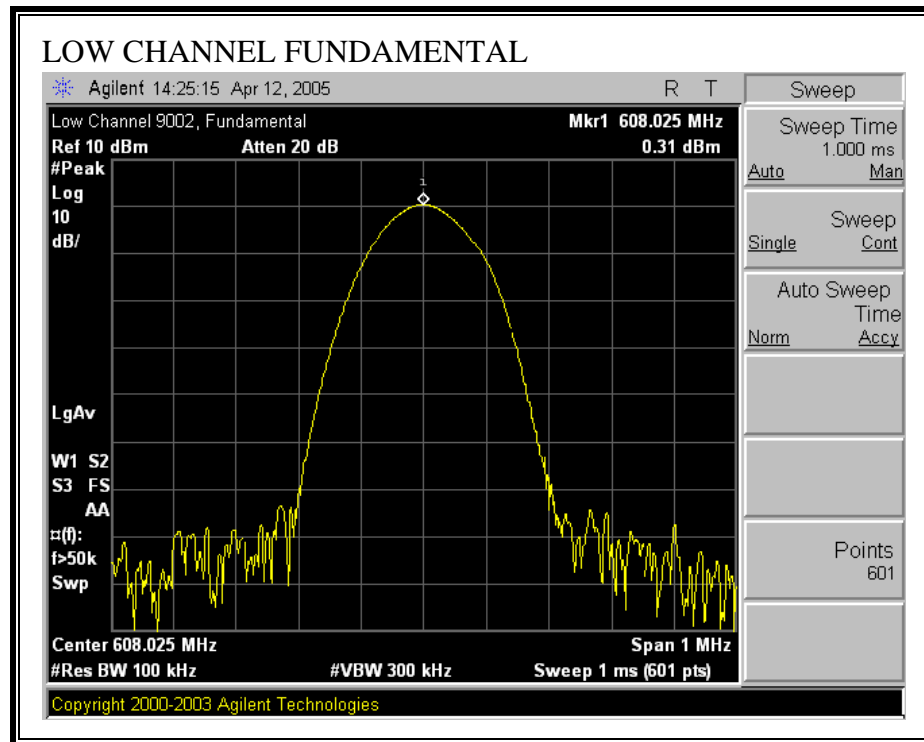 LOW CHANNEL FUNDAMENTAL
Agilent 14:25:15 Apr 12, 2005 R T
Sweep
Low Channel 9002, Fundamental Mkr1 608.025 MHz
Ref 10 dBm Atten 20 dB 0.31 dBm
#Peak
Log
10
dB/
1
LgAv
W1 S2
S3 FS
AA
¤(f):
f>50k
Swp
Center 608.025 MHz Span 1 MHz
#Res BW 100 kHz #VBW 300 kHz Sweep 1 ms (601 pts)
Sweep Time
1.000 ms
Auto Man
Sweep
Single Cont
Auto Sweep
Time
Norm Accy
Points
601
Copyright 2000-2003 Agilent Technologies